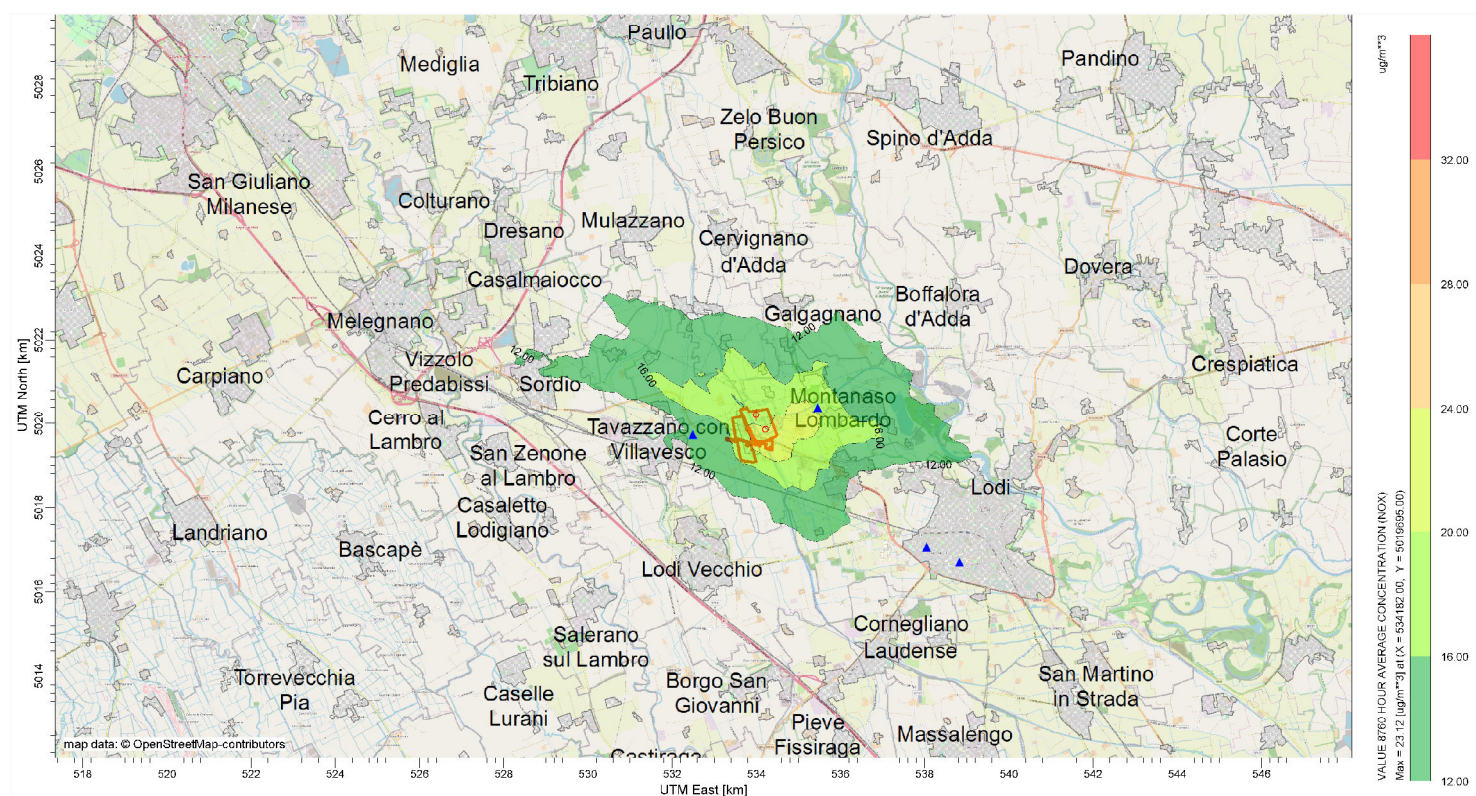 Paullo
Mediglia
Pandino
Tribiano
Zelo Buon
Persico
Spino d'Adda
San Giuliano
Milanese
Colturano
Mulazzano
Dresano
Cervignano
d'Adda
Casalmaiocco
Dovera
Boffalora
d'Adda
Galgagnano
Melegnano
12.00
12.00
Vizzolo
Predabissi
Crespiatica
Carpiano
16.00
Sordio
Montanaso
Lombardo
Cerro al
Lambro
Tavazzano con
Villavesco
16.00
Corte
Palasio
San Zenone
al Lambro
12.00
12.00
Lodi
Casaletto
Lodigiano
Landriano
Bascapè
Lodi Vecchio
Cornegliano
Laudense
Salerano
sul Lambro
Torrevecchia
Pia
Caselle
Lurani
Borgo San
Giovanni
San Martino
in Strada
Pieve
Fissiraga
Massalengo
Castiraga
map data: © OpenStreetMap-contributors
UTM North [km]
5028
5026
5024
5022
5020
5018
5016
5014
518
520
522
524
526
528
530
532
534
536
538
540
542
544
546
UTM East [km]
ug/m**3
32.00
28.00
24.00
20.00
16.00
12.00
VALUE 8760 HOUR AVERAGE CONCENTRATION (NOX)
Max = 23.12 [ug/m**3] at (X = 534182.00, Y = 5019695.00)